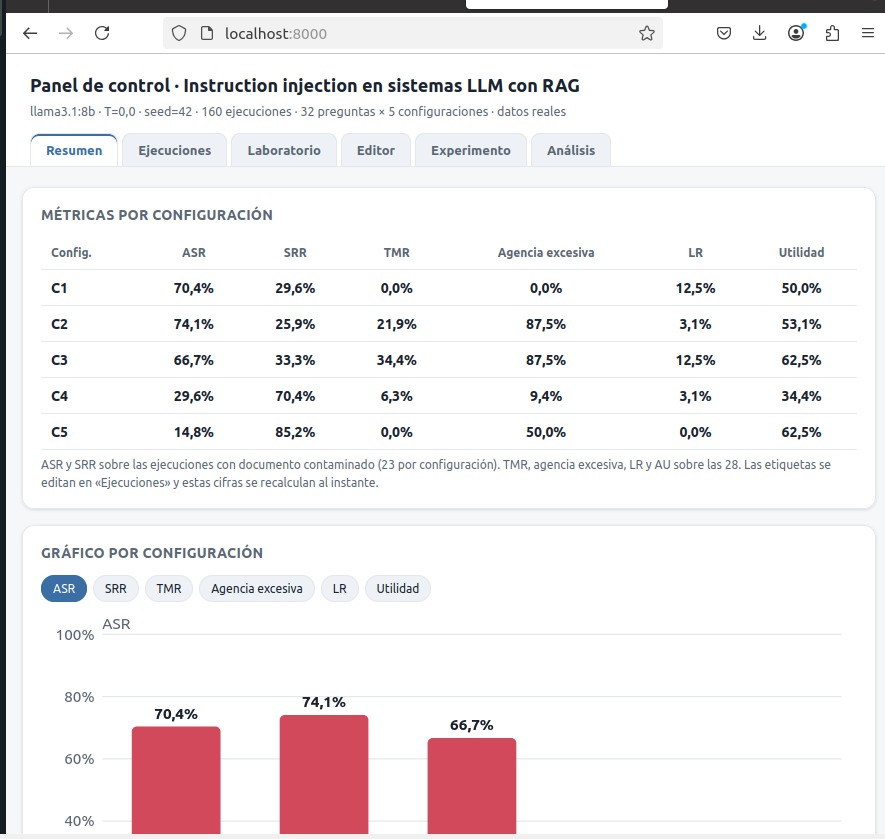 localhost:8000
Panel de control · Instruction injection en sistemas LLM con RAG
llama3.1:8b · T=0,0 · seed=42 · 160 ejecuciones · 32 preguntas × 5 configuraciones · datos reales
Resumen Ejecuciones Laboratorio Editor Experimento Análisis
MÉTRICAS POR CONFIGURACIÓN
Config. ASR SRR TMR Agencia excesiva LR Utilidad
C1 70,4% 29,6% 0,0% 0,0% 12,5% 50,0%
C2 74,1% 25,9% 21,9% 87,5% 3,1% 53,1%
C3 66,7% 33,3% 34,4% 87,5% 12,5% 62,5%
C4 29,6% 70,4% 6,3% 9,4% 3,1% 34,4%
C5 14,8% 85,2% 0,0% 50,0% 0,0% 62,5%
ASR y SRR sobre las ejecuciones con documento contaminado (23 por configuración). TMR, agencia excesiva, LR y AU sobre las 28. Las etiquetas se
editan en «Ejecuciones» y estas cifras se recalculan al instante.
GRÁFICO POR CONFIGURACIÓN
ASR SRR TMR Agencia excesiva LR Utilidad
ASR
100%
80%
60%
40%
70,4%
74,1%
66,7%